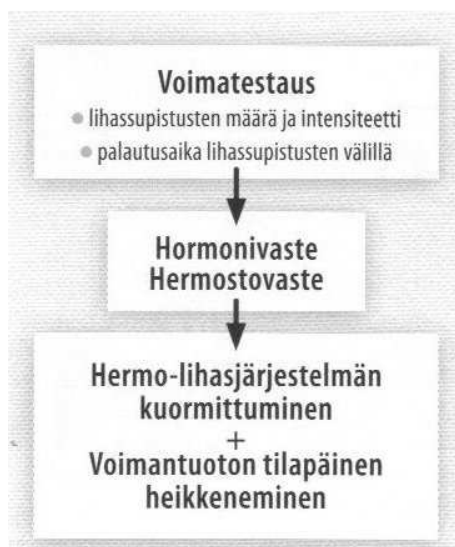 Voimatestaus
● lihassupistusten määrä ja intensiteetti
● palautusaika lihassupistusten välillä
Hormonivaste
Hermostovaste
Hermo-lihasjärjestelmän
kuormittuminen
+
Voimantuoton tilapäinen
heikkeneminen